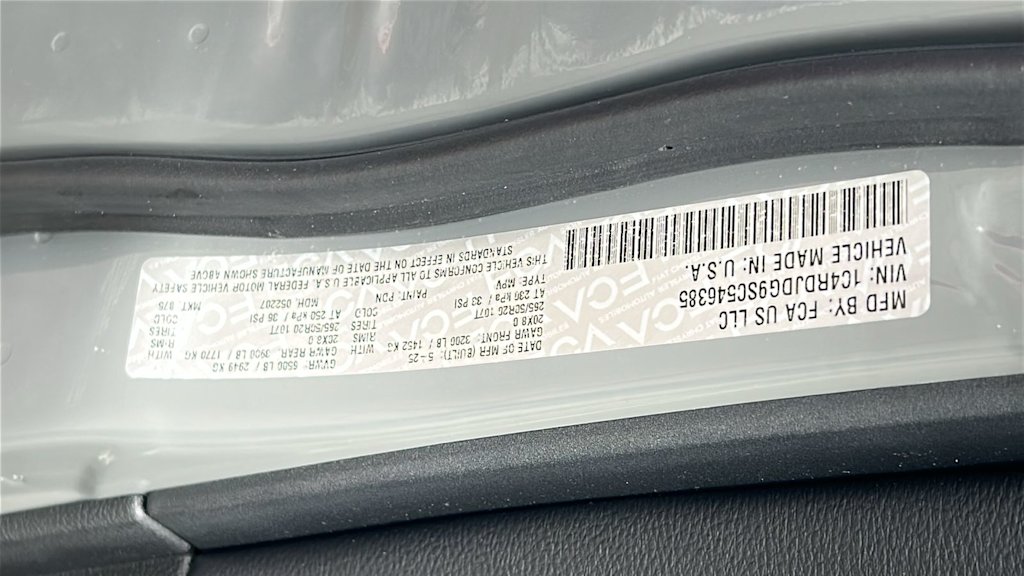 MFD BY: FCA US LLC
VIN: 1C4RDJDG9SC546385
VEHICLE MADE IN: U.S.A.
DATE OF MFR (BUILT): 5-25
GAWR FRONT: 3200 LB / 1452 KG
20X8.0
265/50R20 107T
AT 230 kPa / 33 PSI
TYPE: MPV
GVWR: 6500 LB / 2949 KG
GAWR REAR: 3900 LB / 1770 KG WITH
20X8.0 RIMS
265/50R20 107T TIRES
AT 250 kPa / 36 PSI COLD
MDH: 052207
PAINT: PDN
WITH
RIMS
TIRES
COLD
MKT: B75
THIS VEHICLE CONFORMS TO ALL APPLICABLE U.S.A. FEDERAL MOTOR VEHICLE SAFETY
STANDARDS IN EFFECT ON THE DATE OF MANUFACTURE SHOWN ABOVE